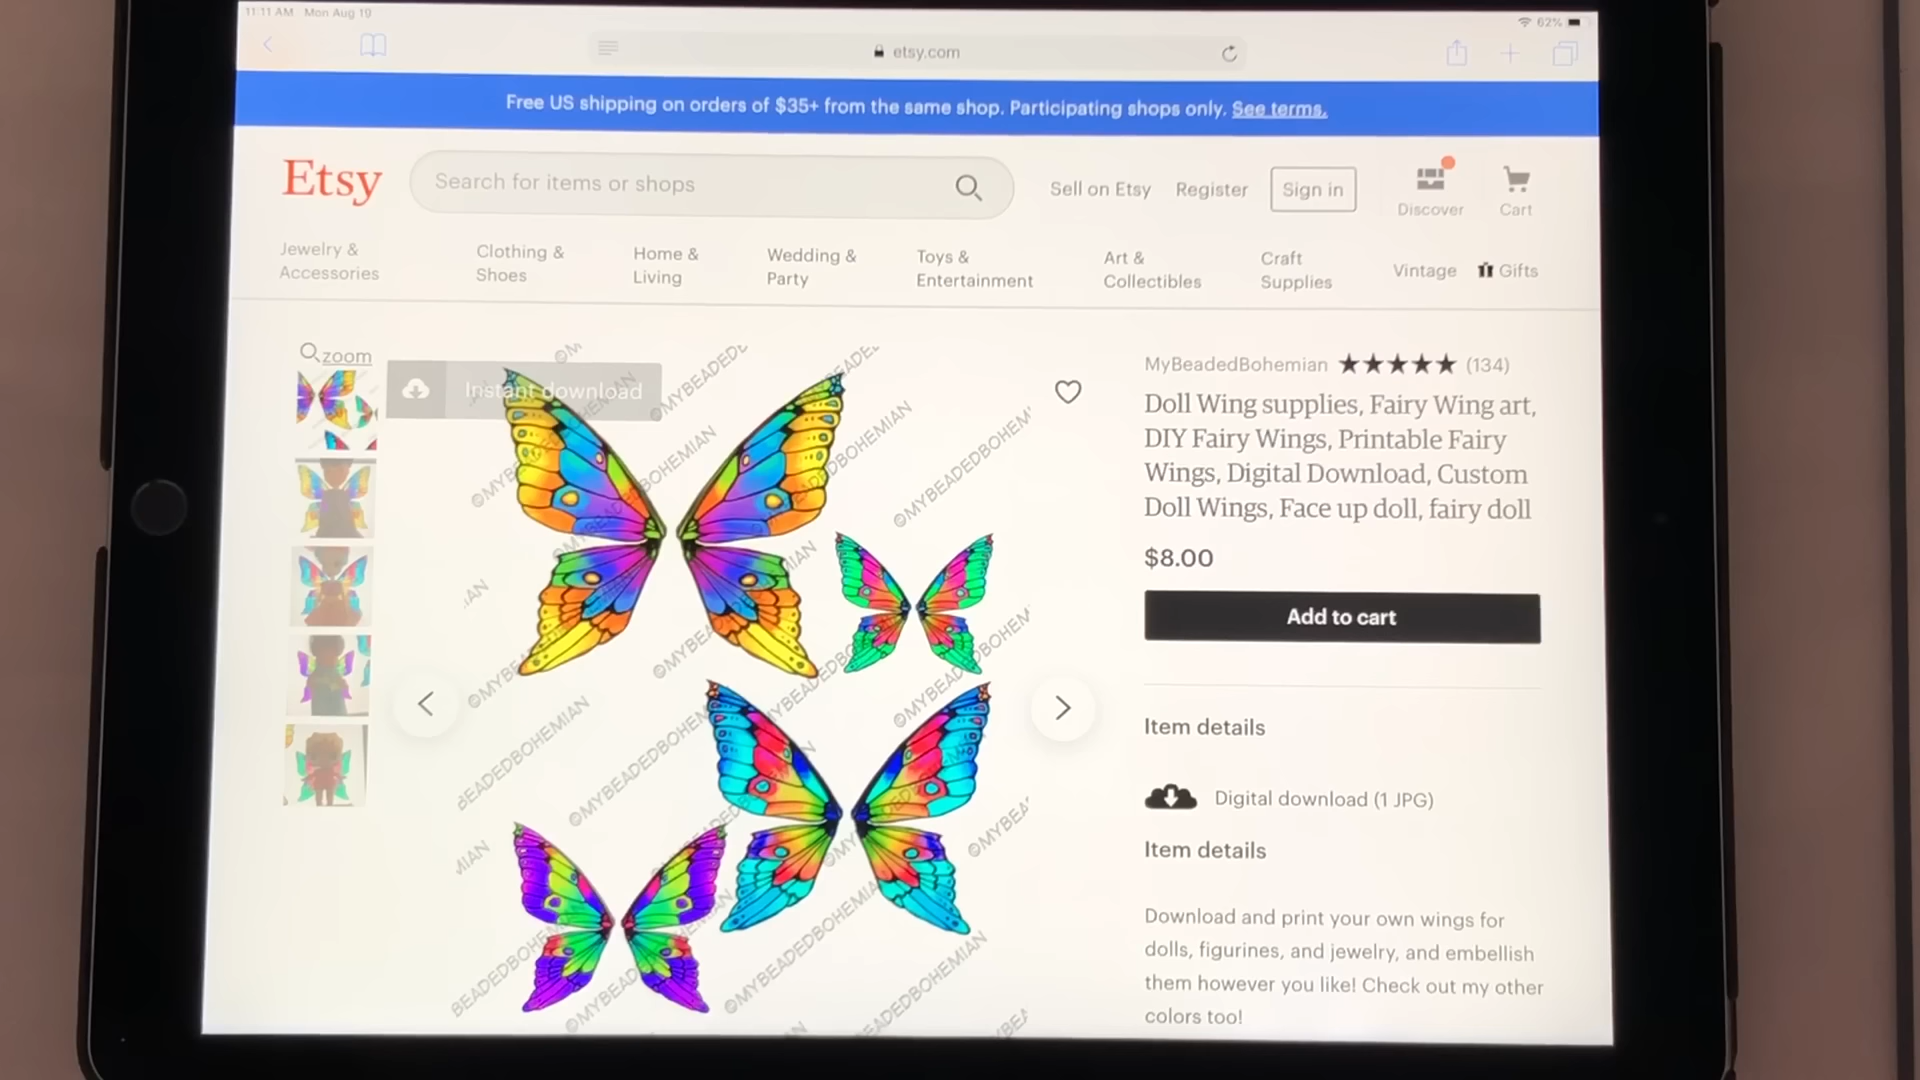 11:11 AM Mon Aug 19
62%
etsy.com
Free US shipping on orders of $35+ from the same shop. Participating shops only. See terms.
Etsy
Search for items or shops
Sell on Etsy
Register
Sign in
Discover
Cart
Jewelry &
Accessories
Clothing &
Shoes
Home &
Living
Wedding &
Party
Toys &
Entertainment
Art &
Collectibles
Craft
Supplies
Vintage
Gifts
zoom
Instant download
©MYBEADEDBOHEMIAN
MyBeadedBohemian ★★★★★ (134)
Doll Wing supplies, Fairy Wing art,
DIY Fairy Wings, Printable Fairy
Wings, Digital Download, Custom
Doll Wings, Face up doll, fairy doll
$8.00
Add to cart
Item details
Digital download (1 JPG)
Item details
Download and print your own wings for
dolls, figurines, and jewelry, and embellish
them however you like! Check out my other
colors too!